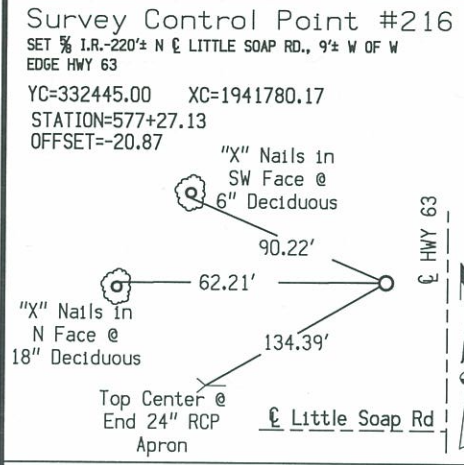 Survey Control Point #216
SET ⅝ I.R.-220'± N ℄ LITTLE SOAP RD., 9'± W OF W
EDGE HWY 63
YC=332445.00 XC=1941780.17
STATION=577+27.13
OFFSET=-20.87
"X" Nails in
SW Face @
6" Deciduous
90.22'
℄ HWY 63
62.21'
"X" Nails in
N Face @
18" Deciduous
134.39'
Top Center @
End 24" RCP
Apron
℄ Little Soap Rd